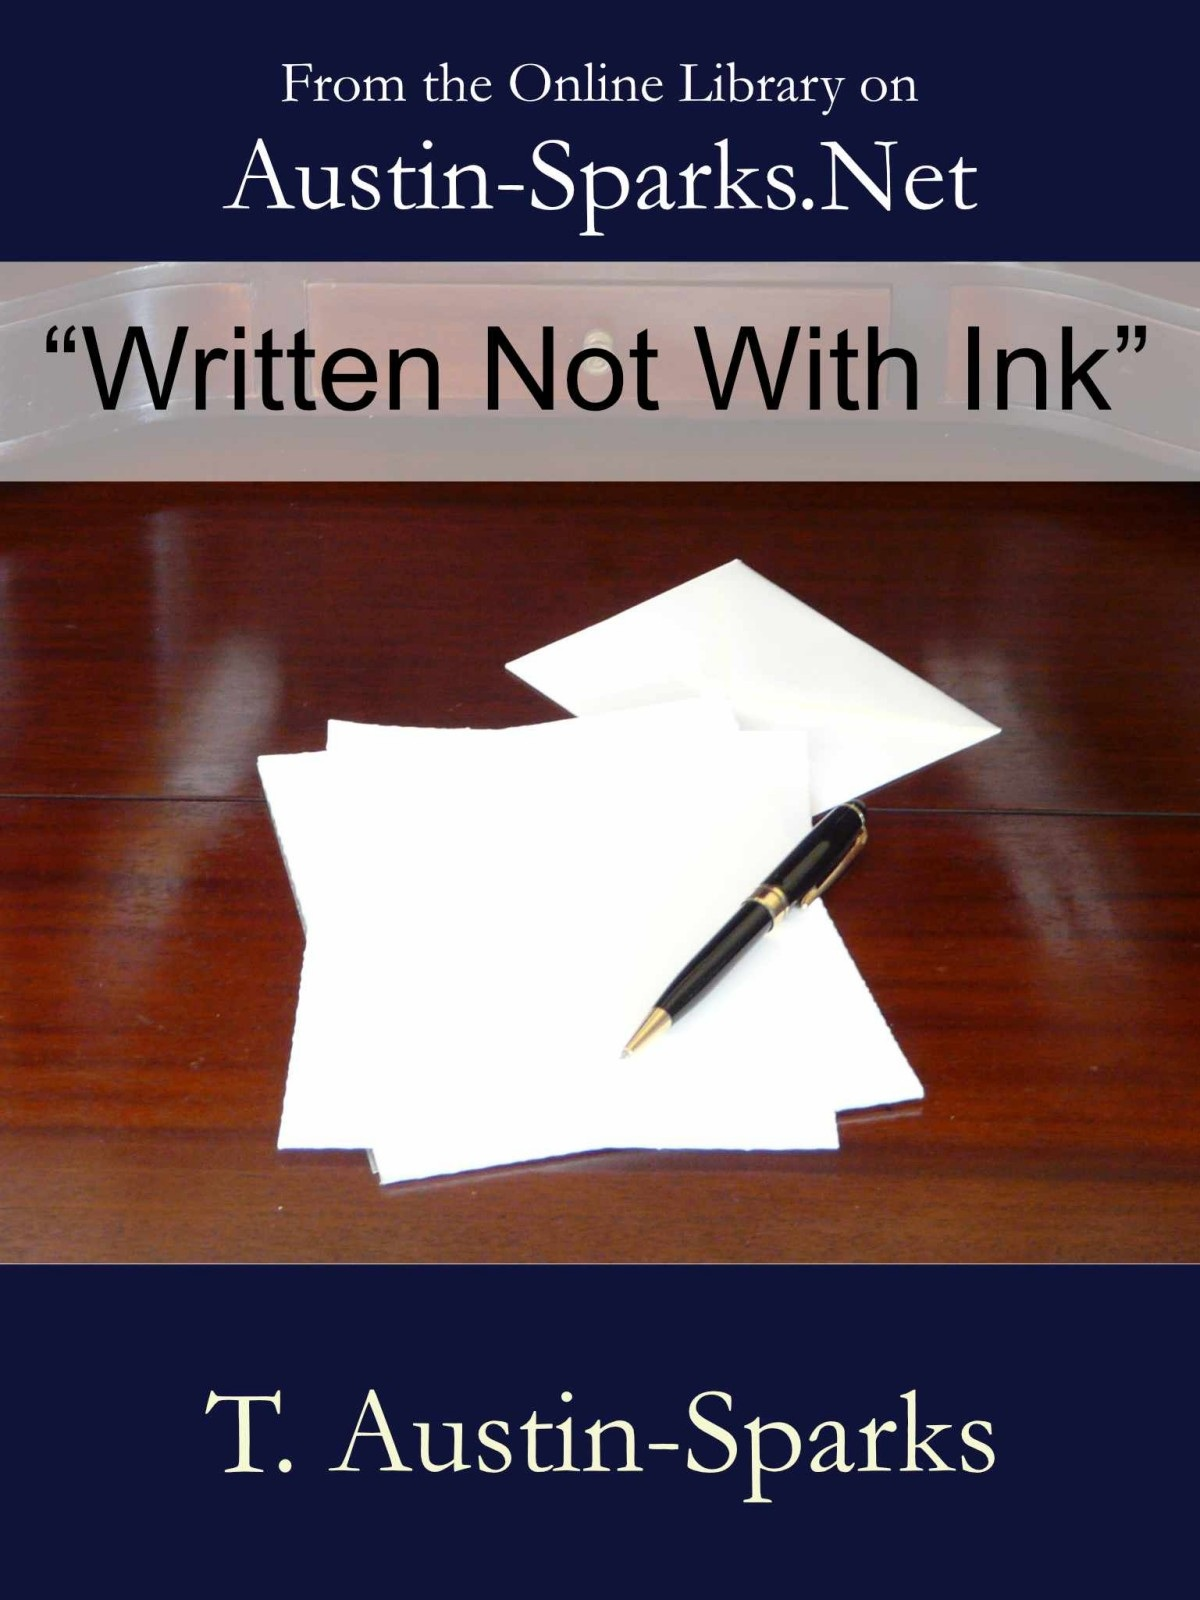 From the Online Library on
Austin-Sparks.Net
“Written Not With Ink”
T. Austin-Sparks